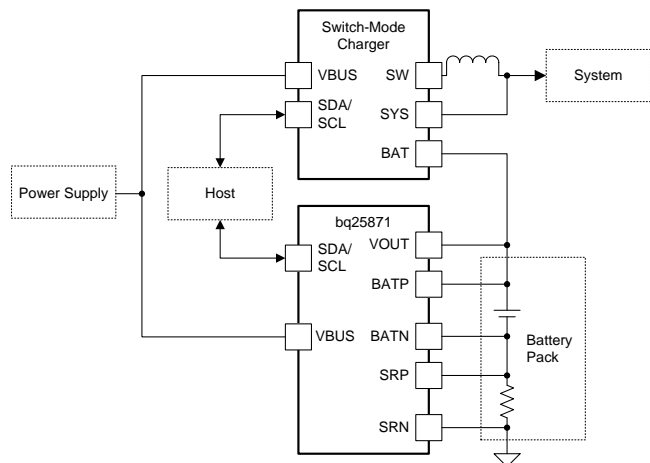 Switch-Mode
Charger
VBUS
SW
SDA/
SCL
SYS
BAT
System
Power Supply
Host
bq25871
SDA/
SCL
VOUT
BATP
VBUS
BATN
SRP
SRN
Battery
Pack